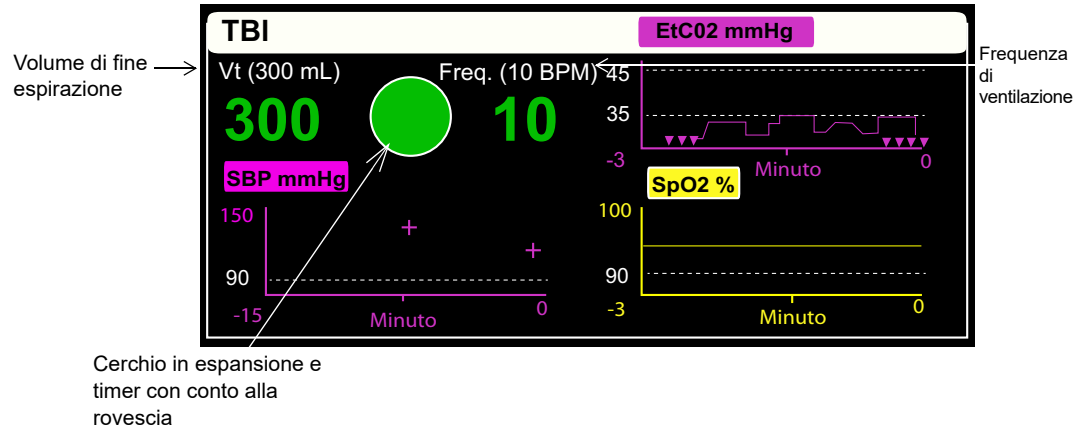 TBI
EtC02 mmHg
Volume di fine
espirazione
Vt (300 mL)
Freq. (10 BPM)
Frequenza
di
ventilazione
300
10
45
35
-3
Minuto
0
SBP mmHg
150
90
-15
Minuto
0
SpO2 %
100
90
-3
Minuto
0
Cerchio in espansione e
timer con conto alla
rovescia